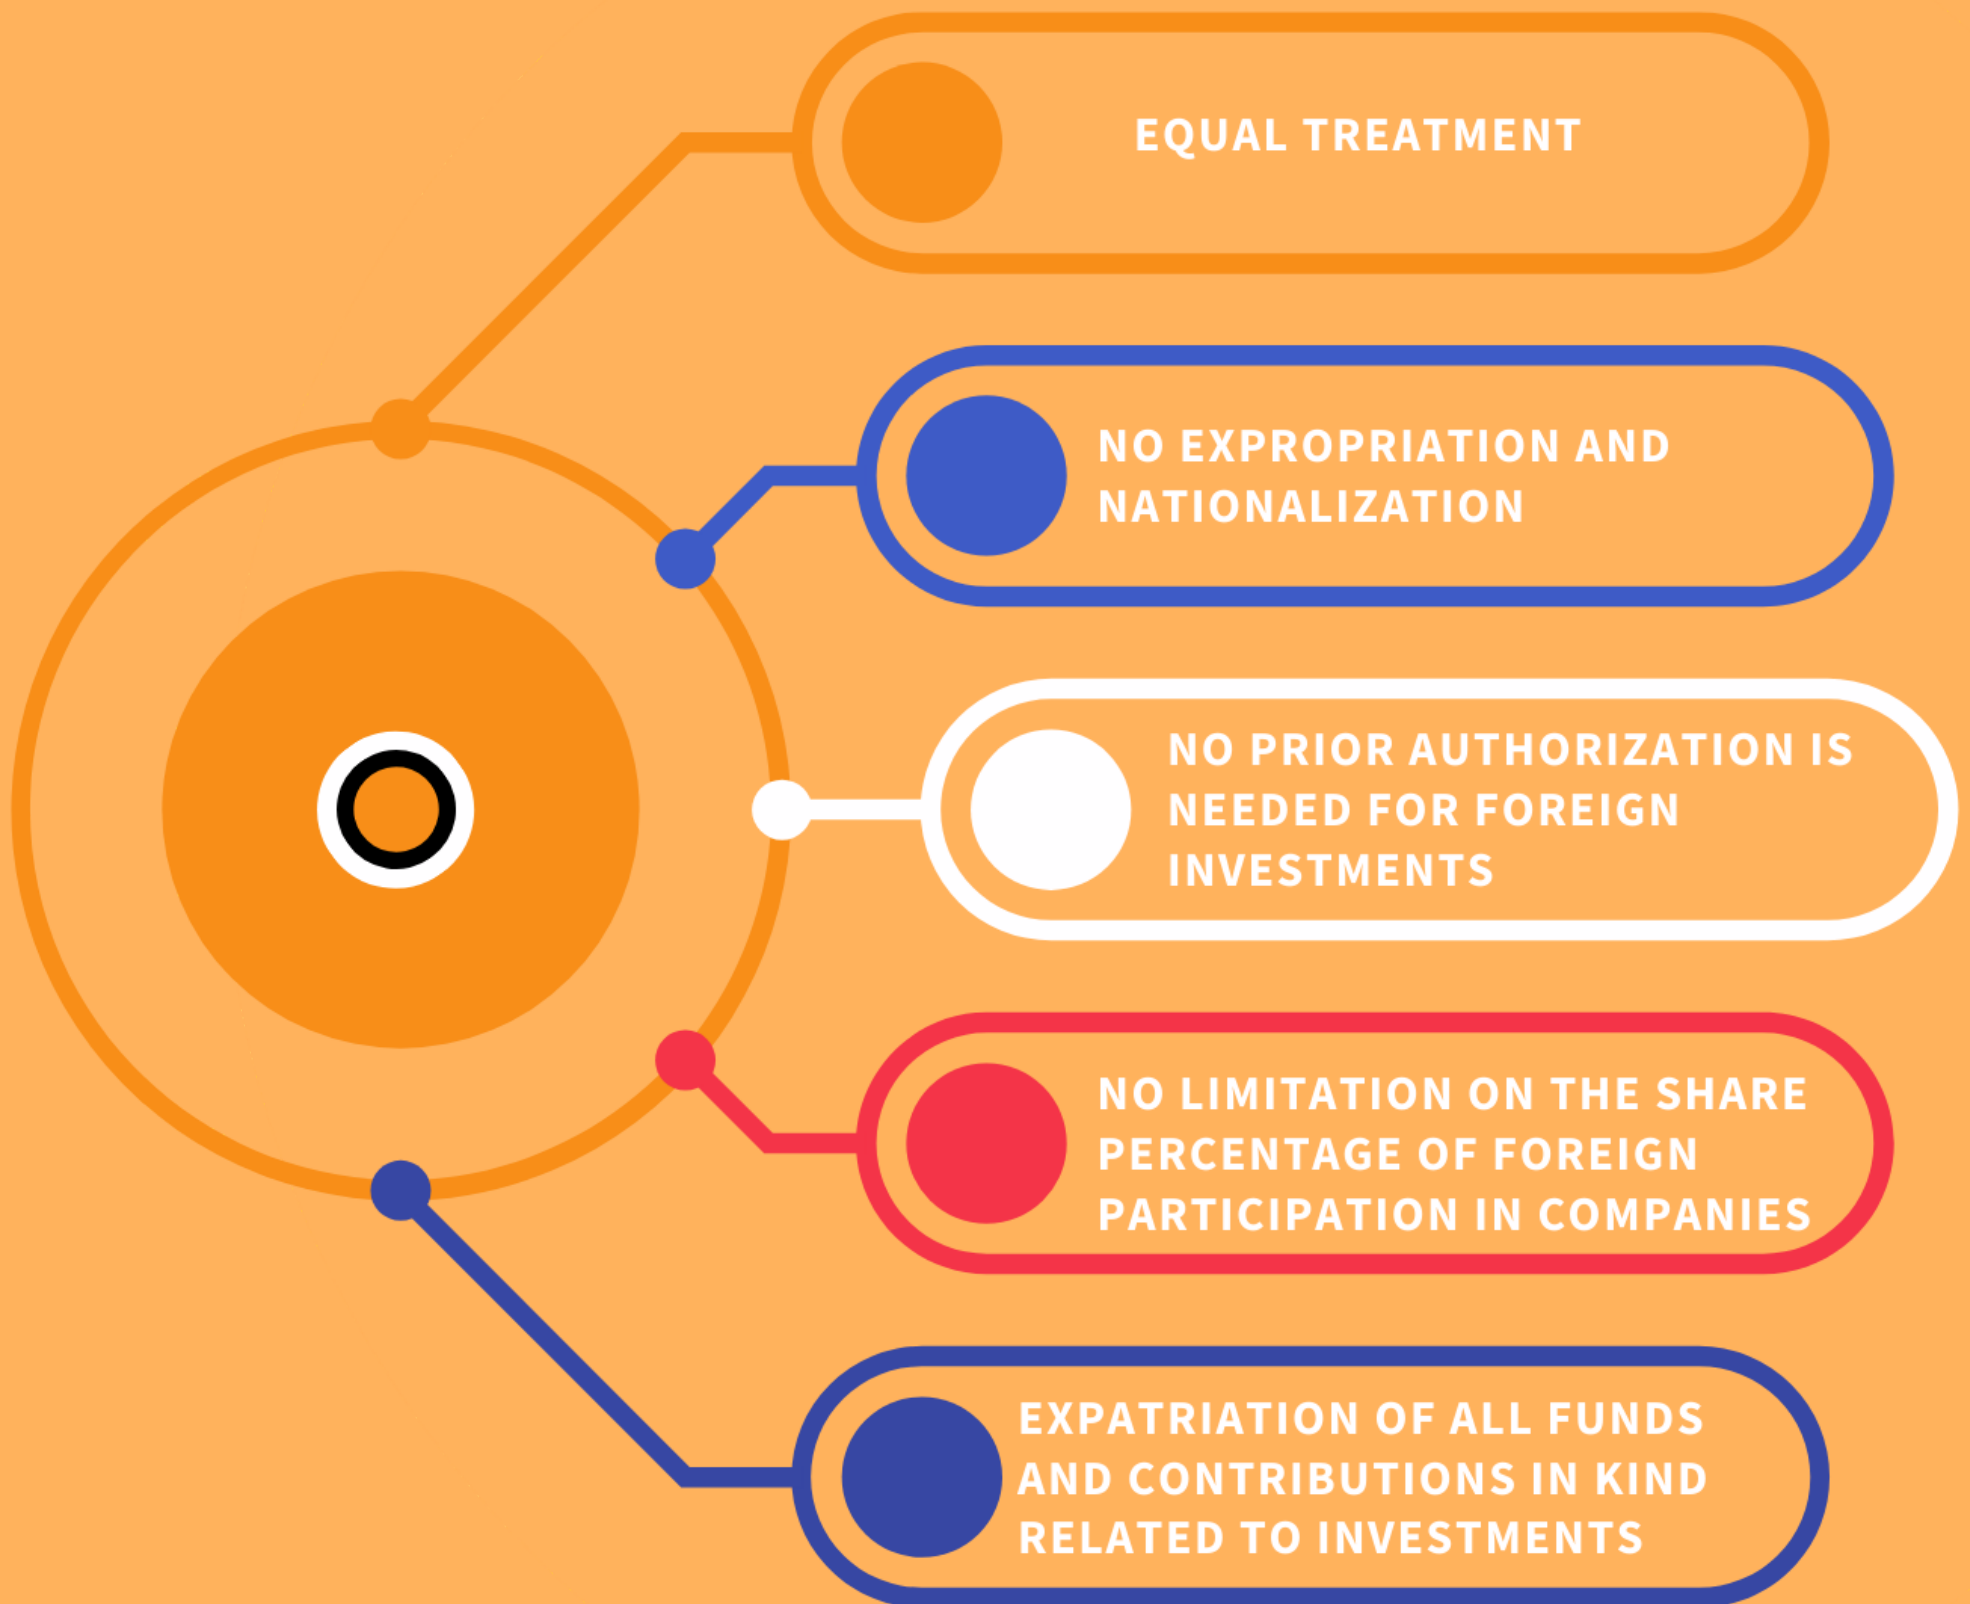 EQUAL TREATMENT
NO EXPROPRIATION AND
NATIONALIZATION
NO PRIOR AUTHORIZATION IS
NEEDED FOR FOREIGN
INVESTMENTS
NO LIMITATION ON THE SHARE
PERCENTAGE OF FOREIGN
PARTICIPATION IN COMPANIES
EXPATRIATION OF ALL FUNDS
AND CONTRIBUTIONS IN KIND
RELATED TO INVESTMENTS